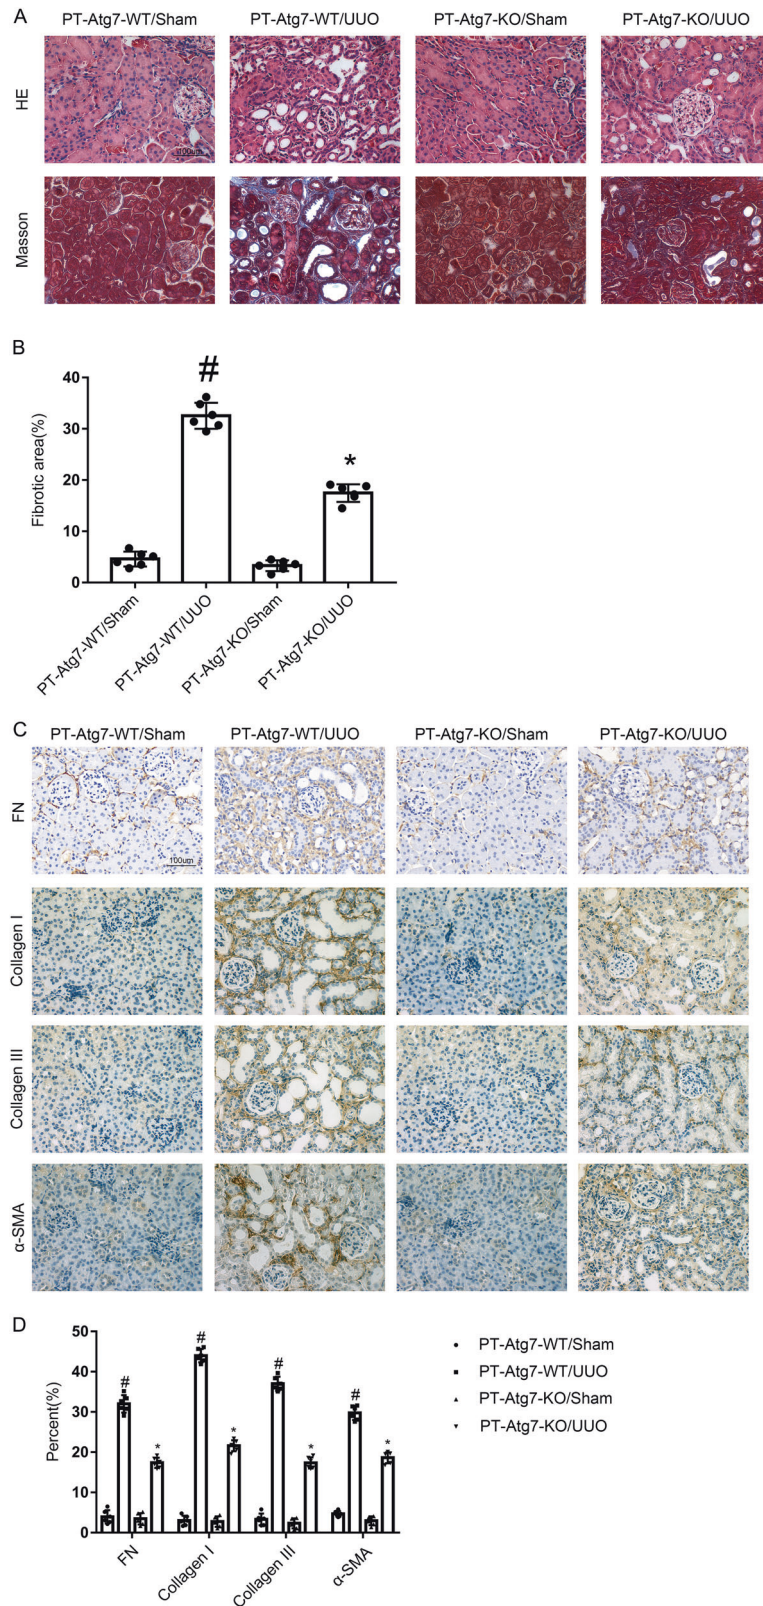 A
PT-Atg7-WT/Sham
PT-Atg7-WT/UUO
PT-Atg7-KO/Sham
PT-Atg7-KO/UUO
HE
100um
Masson
B
Fibrotic area(%)
40
30
20
10
0
#
*
PT-Atg7-WT/Sham
PT-Atg7-WT/UUO
PT-Atg7-KO/Sham
PT-Atg7-KO/UUO
C
PT-Atg7-WT/Sham
PT-Atg7-WT/UUO
PT-Atg7-KO/Sham
PT-Atg7-KO/UUO
FN
100um
Collagen I
Collagen III
α-SMA
D
Percent(%)
50
40
30
20
10
0
#
*
#
*
#
*
#
*
FN
Collagen I
Collagen III
α-SMA
PT-Atg7-WT/Sham
PT-Atg7-WT/UUO
PT-Atg7-KO/Sham
PT-Atg7-KO/UUO